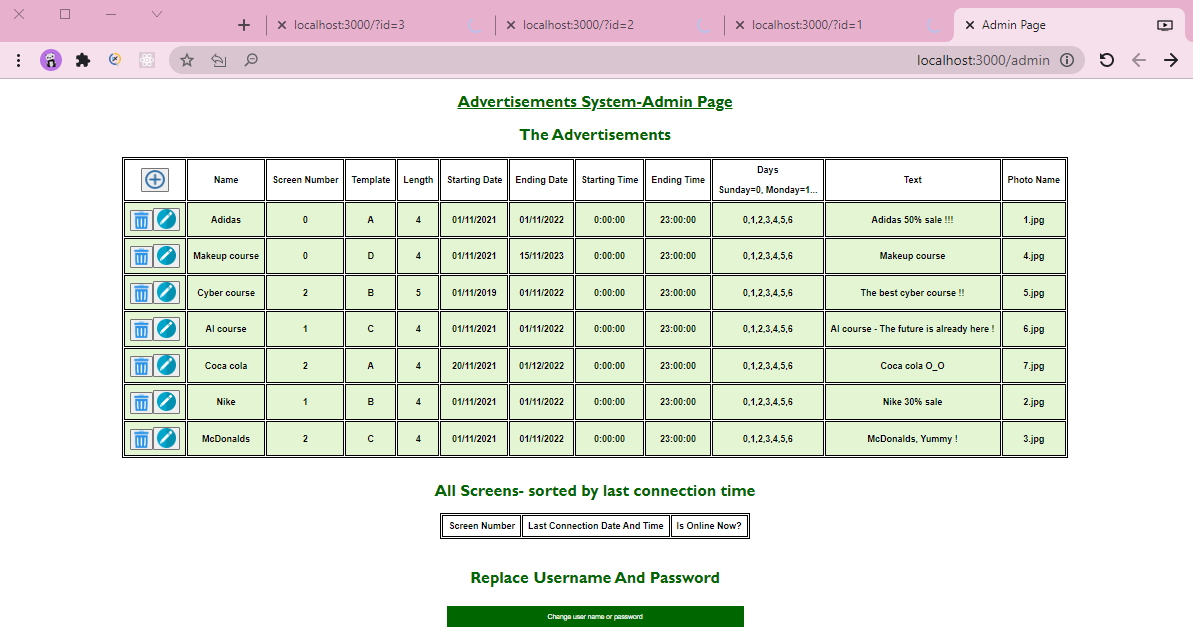 localhost:3000/?id=3 localhost:3000/?id=2 localhost:3000/?id=1 Admin Page
localhost:3000/admin
Advertisements System-Admin Page
The Advertisements
Name Screen Number Template Length Starting Date Ending Date Starting Time Ending Time Days Sunday=0, Monday=1... Text Photo Name
Adidas 0 A 4 01/11/2021 01/11/2022 0:00:00 23:00:00 0,1,2,3,4,5,6 Adidas 50% sale !!! 1.jpg
Makeup course 0 D 4 01/11/2021 15/11/2023 0:00:00 23:00:00 0,1,2,3,4,5,6 Makeup course 4.jpg
Cyber course 2 B 5 01/11/2019 01/11/2022 0:00:00 23:00:00 0,1,2,3,4,5,6 The best cyber course !! 5.jpg
AI course 1 C 4 01/11/2021 01/11/2022 0:00:00 23:00:00 0,1,2,3,4,5,6 AI course - The future is already here ! 6.jpg
Coca cola 2 A 4 20/11/2021 01/12/2022 0:00:00 23:00:00 0,1,2,3,4,5,6 Coca cola O_O 7.jpg
Nike 1 B 4 01/11/2021 01/11/2022 0:00:00 23:00:00 0,1,2,3,4,5,6 Nike 30% sale 2.jpg
McDonalds 2 C 4 01/11/2021 01/11/2022 0:00:00 23:00:00 0,1,2,3,4,5,6 McDonalds, Yummy ! 3.jpg
All Screens- sorted by last connection time
Screen Number Last Connection Date And Time Is Online Now?
Replace Username And Password
Change user name or password